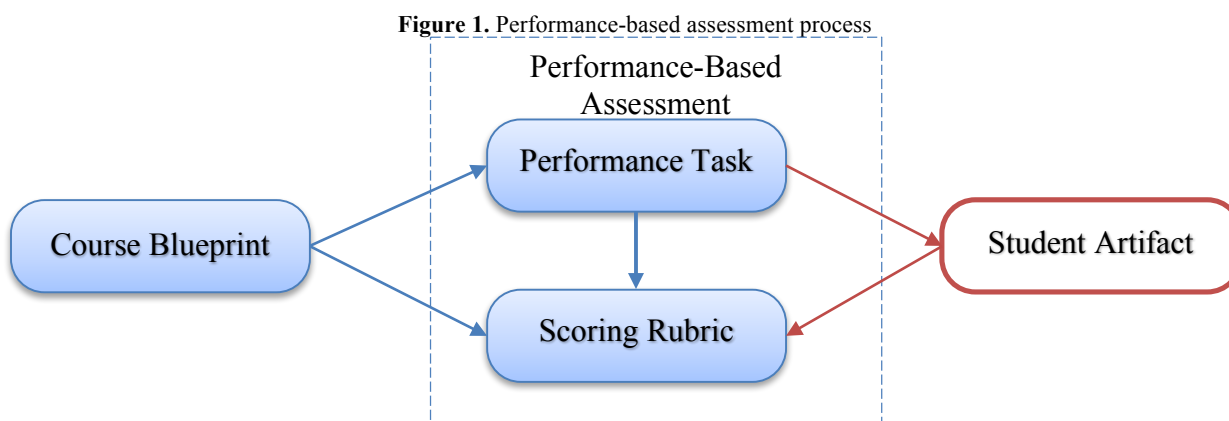 Figure 1. Performance-based assessment process
Performance-Based
Assessment
Performance Task
Course Blueprint
Student Artifact
Scoring Rubric